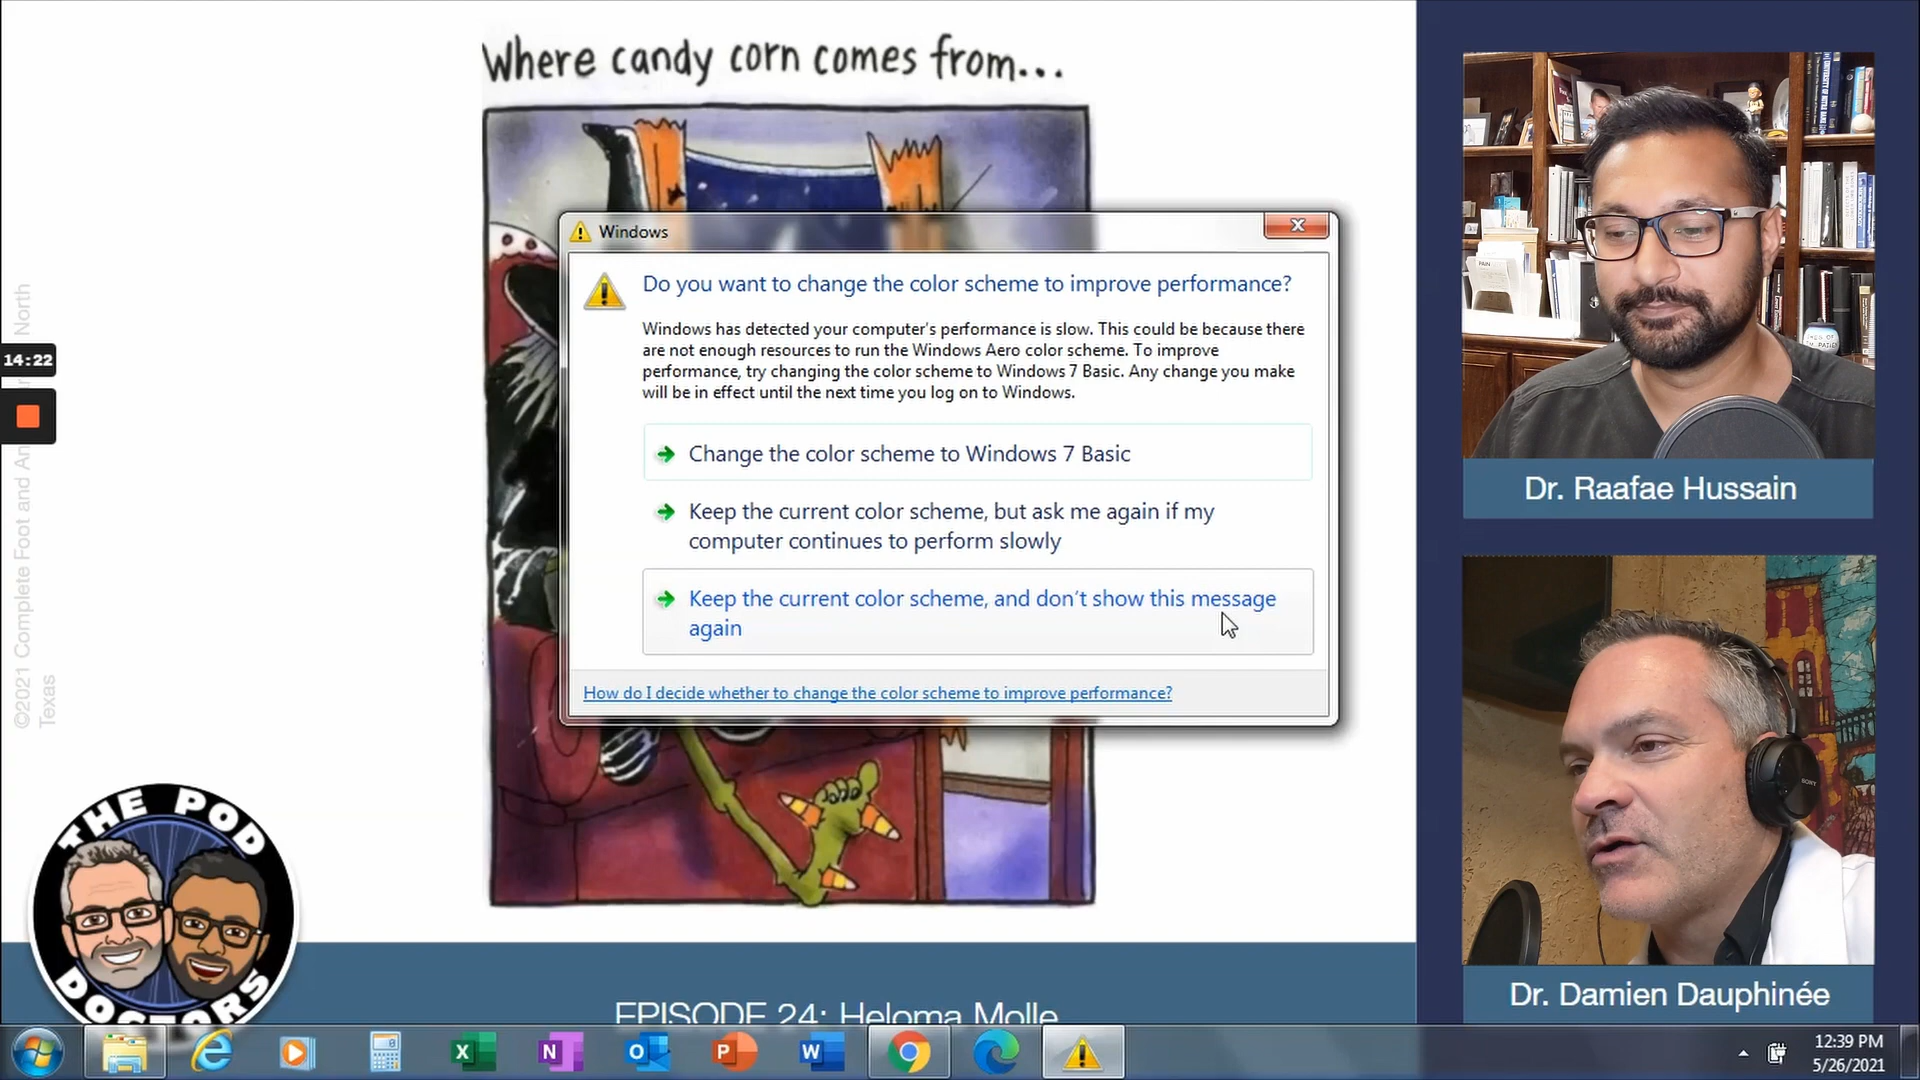 Where candy corn comes from...
Windows
Do you want to change the color scheme to improve performance?
Windows has detected your computer's performance is slow. This could be because there
are not enough resources to run the Windows Aero color scheme. To improve
performance, try changing the color scheme to Windows 7 Basic. Any change you make
will be in effect until the next time you log on to Windows.
Change the color scheme to Windows 7 Basic
Keep the current color scheme, but ask me again if my
computer continues to perform slowly
Keep the current color scheme, and don't show this message
again
How do I decide whether to change the color scheme to improve performance?
14:22
©2021 Complete Foot and North
Texas
THE POD
DOCTORS
EPISODE 24: Heloma Molle
Dr. Raafae Hussain
PAIN
SONY
Dr. Damien Dauphinée
12:39 PM
5/26/2021